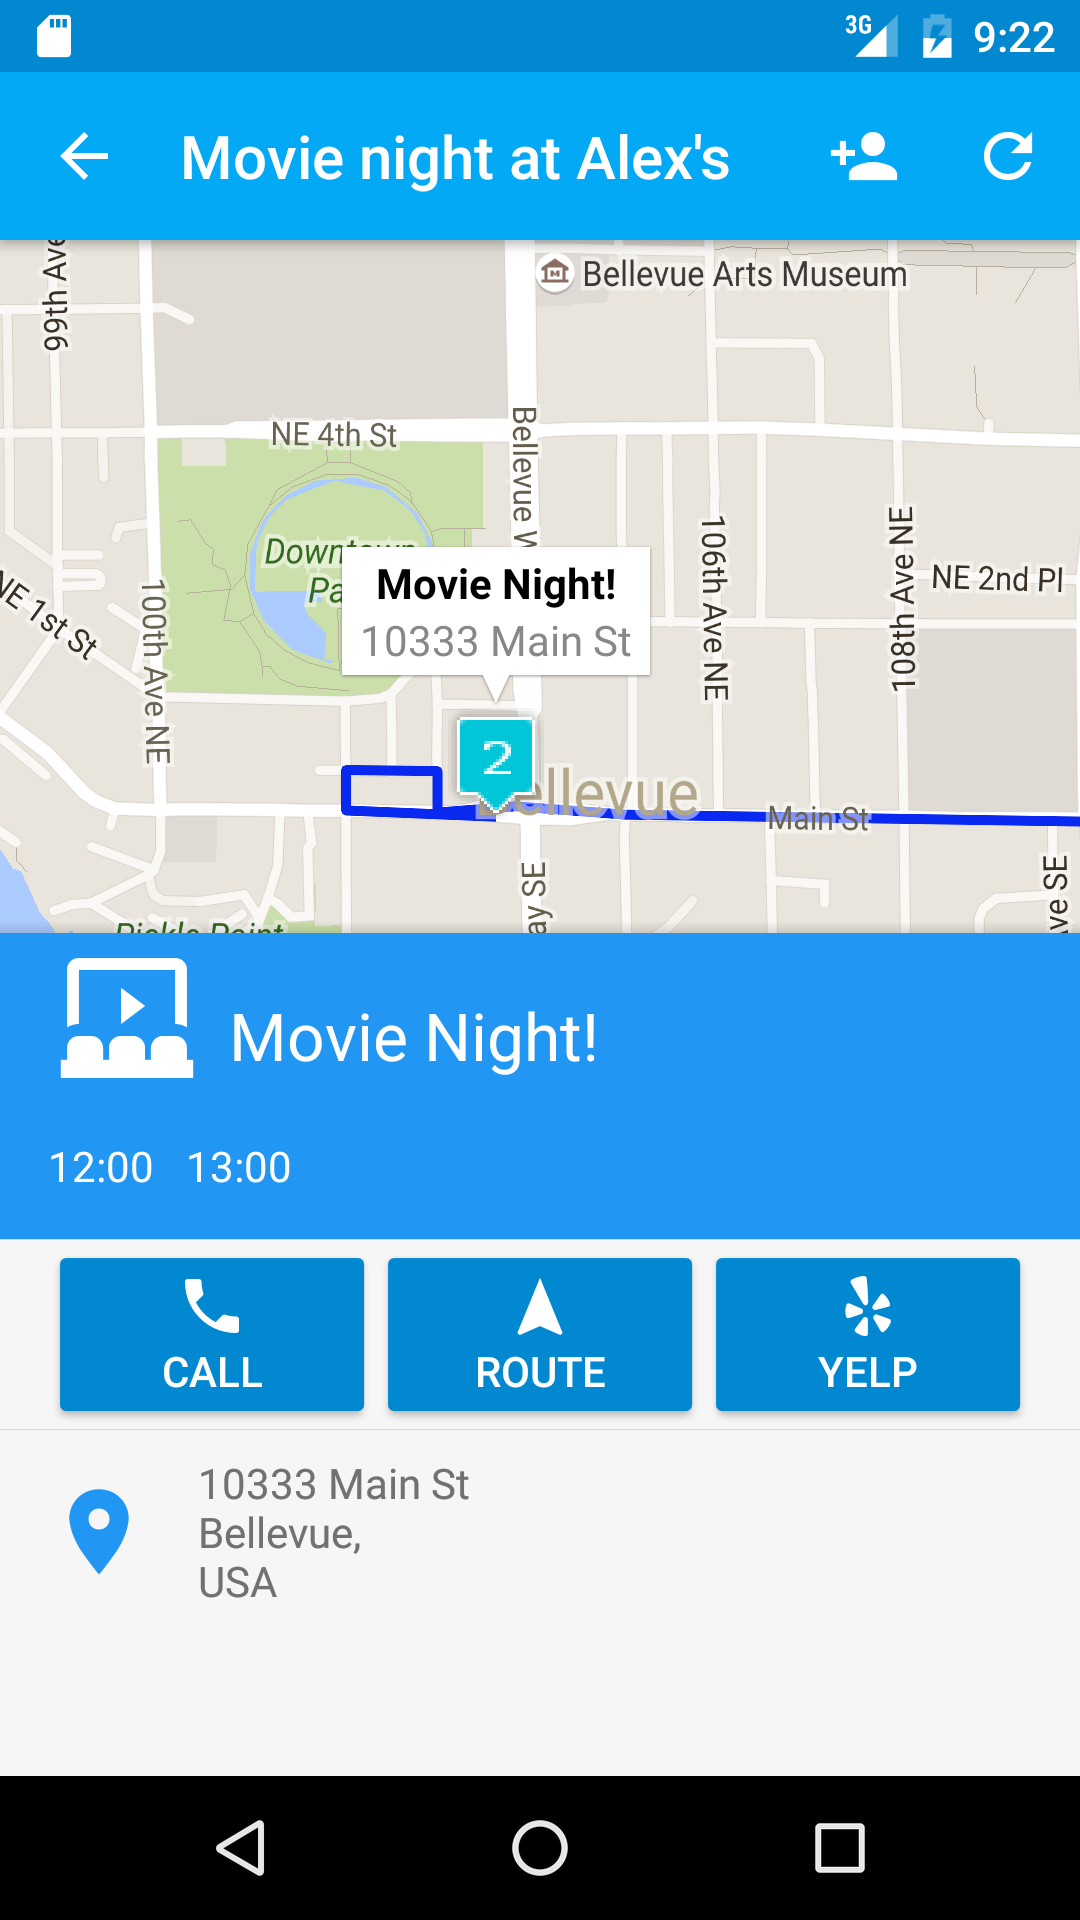 3G 9:22
Movie night at Alex's
99th Ave
Bellevue Arts Museum
NE 4th St
Bellevue W
Downtown
Pa
Movie Night!
10333 Main St
106th Ave NE
108th Ave NE
NE 2nd Pl
NE 1st St
100th Ave NE
2
Bellevue
Main St
ay SE
ve SE
Pickle Point
Movie Night!
12:00 13:00
CALL
ROUTE
YELP
10333 Main St
Bellevue,
USA